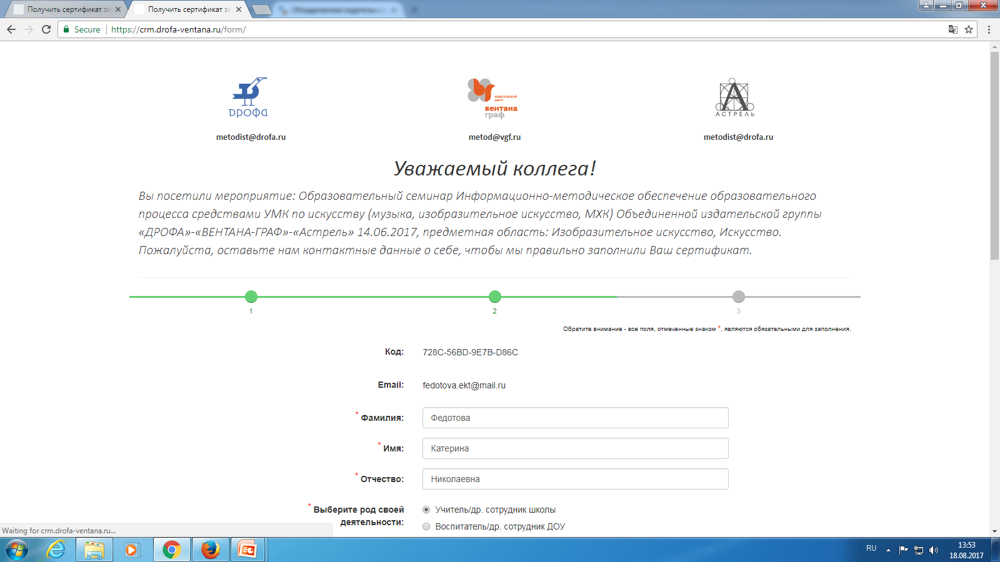 Получить сертификат за
Получить сертификат за
Secure
https://crm.drofa-ventana.ru/form/
ДРОФА
ИЗДАТЕЛЬСКИЙ
ЦЕНТР
вентана
граф
АСТРЕЛЬ
metodist@drofa.ru
metod@vgf.ru
metodist@drofa.ru
Уважаемый коллега!
Вы посетили мероприятие: Образовательный семинар Информационно-методическое обеспечение образовательного
процесса средствами УМК по искусству (музыка, изобразительное искусство, МХК) Объединенной издательской группы
«ДРОФА»-«ВЕНТАНА-ГРАФ»-«Астрель» 14.06.2017, предметная область: Изобразительное искусство, Искусство.
Пожалуйста, оставьте нам контактные данные о себе, чтобы мы правильно заполнили Ваш сертификат.
1
2
3
Обратите внимание - все поля, отмеченные знаком *, являются обязательными для заполнения.
Код:
728C-56BD-9E7B-D86C
Email:
fedotova.ekt@mail.ru
* Фамилия:
Федотова
* Имя:
Катерина
* Отчество:
Николаевна
* Выберите род своей
деятельности:
Учитель/др. сотрудник школы
Воспитатель/др. сотрудник ДОУ
Waiting for crm.drofa-ventana.ru...
RU
13:53
18.08.2017